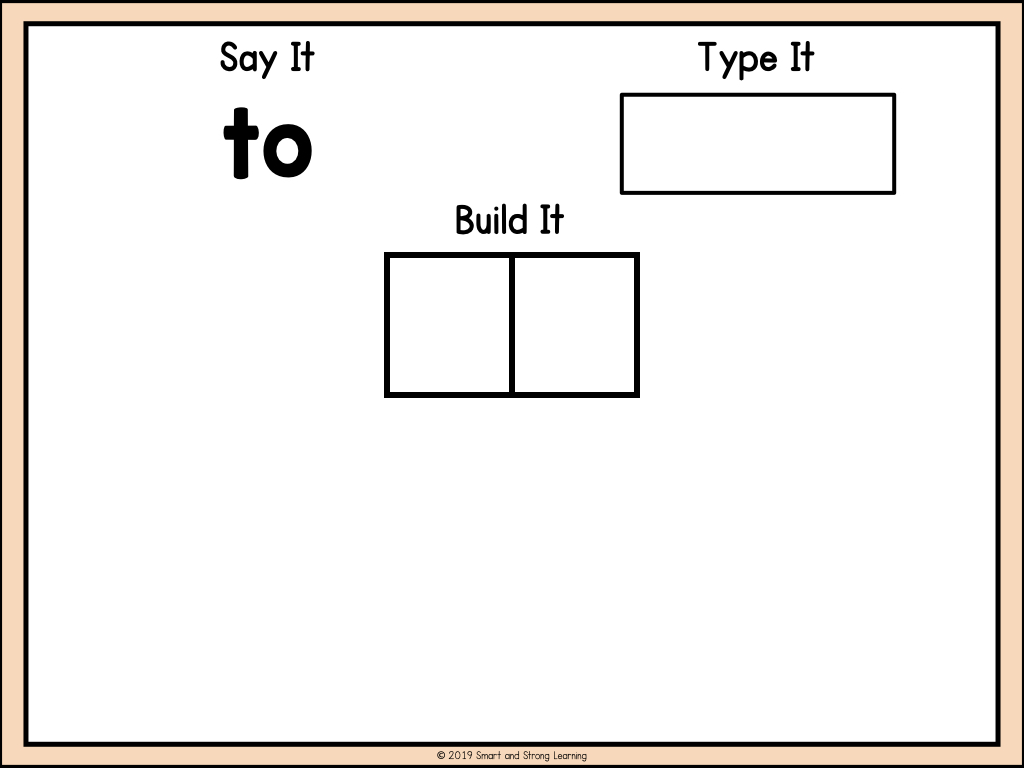 Say It
Type It
to
Build It
© 2019 Smart and Strong Learning